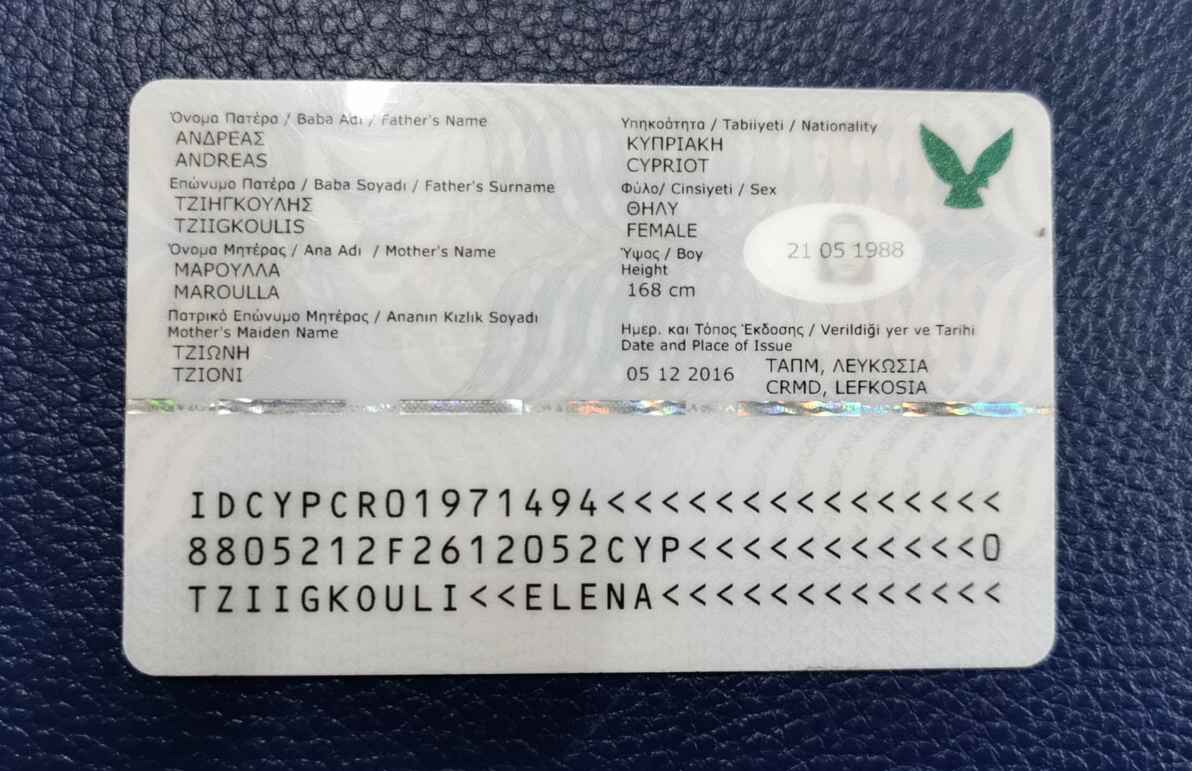 Όνομα Πατέρα / Baba Adı / Father's Name
ΑΝΔΡΕΑΣ
ANDREAS
Επώνυμο Πατέρα / Baba Soyadı / Father's Surname
ΤΖΙΗΓΚΟΥΛΗΣ
TZIIGKOULIS
Όνομα Μητέρας / Ana Adı / Mother's Name
ΜΑΡΟΥΛΛΑ
MAROULLA
Πατρικό Επώνυμο Μητέρας / Ananın Kızlık Soyadı
Mother's Maiden Name
ΤΖΙΩΝΗ
TZIONI
Υπηκοότητα / Tabiiyeti / Nationality
ΚΥΠΡΙΑΚΗ
CYPRIOT
Φύλο/ Cinsiyeti / Sex
ΘΗΛΥ
FEMALE
Ύψος / Boy
Height
168 cm
21 05 1988
Ημερ. και Τόπος Έκδοσης / Verildiği yer ve Tarihi
Date and Place of Issue
05 12 2016
ΤΑΠΜ, ΛΕΥΚΩΣΙΑ
CRMD, LEFKOSIA
IDCYPCR01971494<<<<<<<<<<<<<<<
8805212F2612052CYP<<<<<<<<<<<0
TZIIGKOULI<<ELENA<<<<<<<<<<<<<